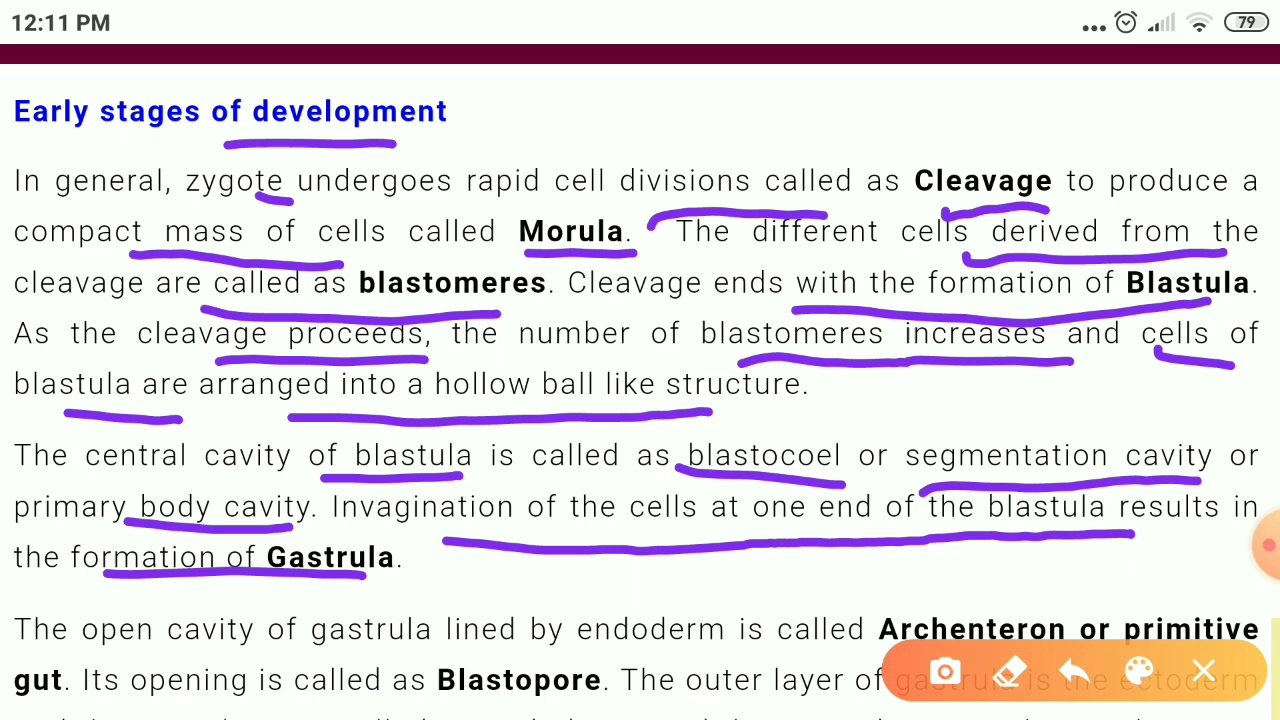 12:11 PM
79
Early stages of development
In general, zygote undergoes rapid cell divisions called as Cleavage to produce a
compact mass of cells called Morula. The different cells derived from the
cleavage are called as blastomeres. Cleavage ends with the formation of Blastula.
As the cleavage proceeds, the number of blastomeres increases and cells of
blastula are arranged into a hollow ball like structure.
The central cavity of blastula is called as blastocoel or segmentation cavity or
primary body cavity. Invagination of the cells at one end of the blastula results in
the formation of Gastrula.
The open cavity of gastrula lined by endoderm is called Archenteron or primitive
gut. Its opening is called as Blastopore. The outer layer of gastrula is the ectoderm